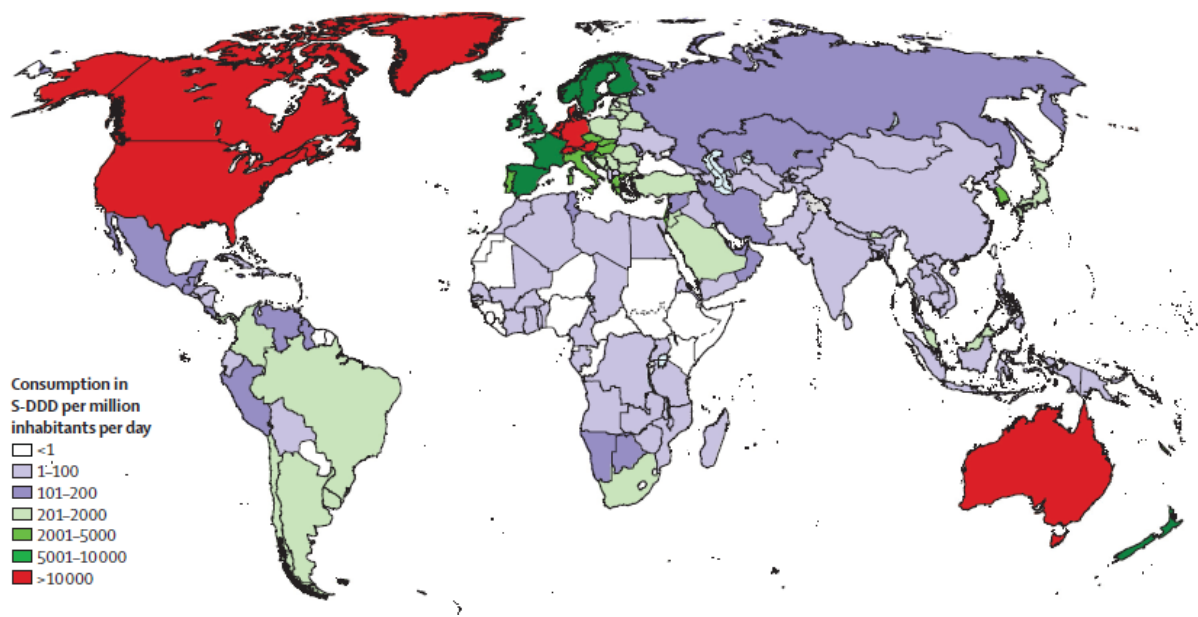 Consumption in
S-DDD per million
inhabitants per day
<1
1–100
101–200
201–2000
2001–5000
5001–10 000
>10 000